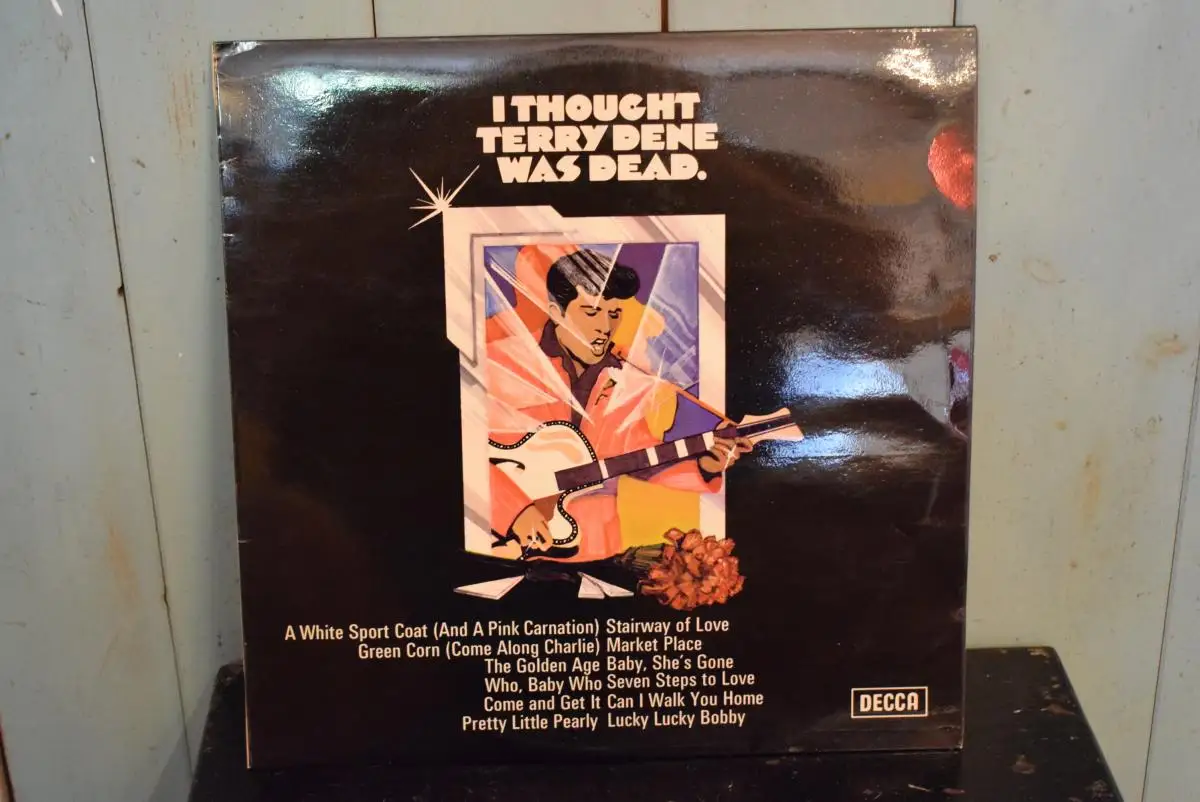 I THOUGHT
TERRY DENE
WAS DEAD.
A White Sport Coat (And A Pink Carnation) Stairway of Love
Green Corn (Come Along Charlie) Market Place
The Golden Age Baby, She's Gone
Who, Baby Who Seven Steps to Love
Come and Get It Can I Walk You Home
Pretty Little Pearly Lucky Lucky Bobby
DECCA